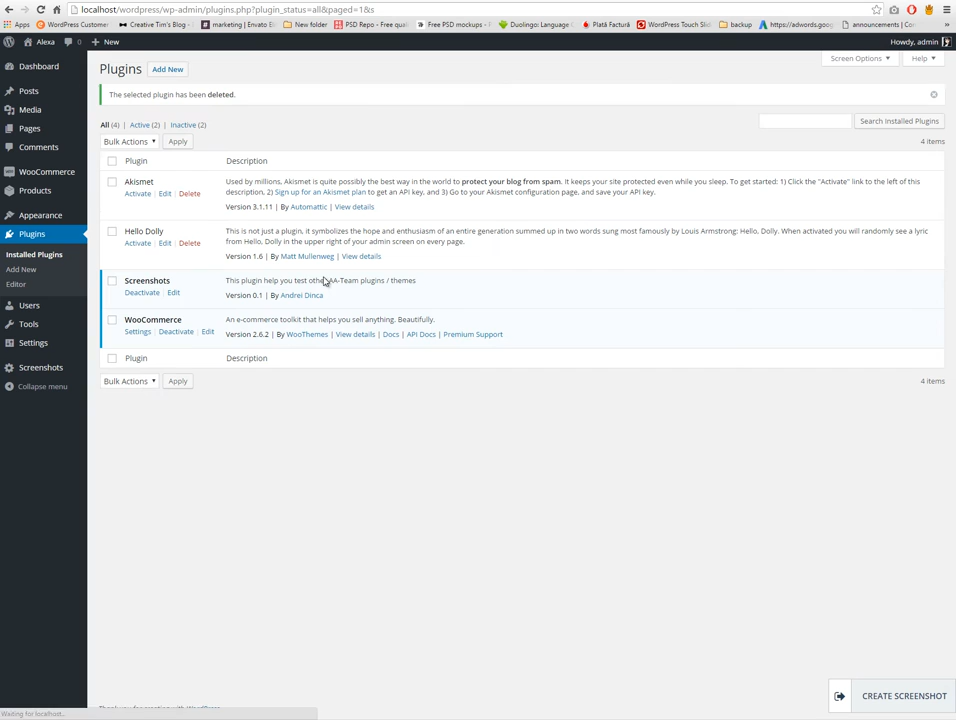 localhost/wordpress/wp-admin/plugins.php?plugin_status=all&paged=1&s
Apps WordPress Customer Creative Tim's Blog - marketing | Envato El New folder PSD Repo - Free quali Free PSD mockups - F Duolingo: Language L Plată Factură WordPress Touch Slid backup https://adwords.goog announcements | Co »
Alexa 0 + New Howdy, admin
Screen Options ▼ Help ▼
Plugins Add New
The selected plugin has been deleted.
All (4) | Active (2) | Inactive (2)
Search Installed Plugins
Bulk Actions Apply 4 items
Plugin Description
Akismet
Activate | Edit | Delete
Used by millions, Akismet is quite possibly the best way in the world to protect your blog from spam. It keeps your site protected even while you sleep. To get started: 1) Click the "Activate" link to the left of this
description, 2) Sign up for an Akismet plan to get an API key, and 3) Go to your Akismet configuration page, and save your API key.
Version 3.1.11 | By Automattic | View details
Hello Dolly
Activate | Edit | Delete
This is not just a plugin, it symbolizes the hope and enthusiasm of an entire generation summed up in two words sung most famously by Louis Armstrong: Hello, Dolly. When activated you will randomly see a lyric
from Hello, Dolly in the upper right of your admin screen on every page.
Version 1.6 | By Matt Mullenweg | View details
Screenshots
Deactivate | Edit
This plugin help you test other AA-Team plugins / themes
Version 0.1 | By Andrei Dinca
WooCommerce
Settings | Deactivate | Edit
An e-commerce toolkit that helps you sell anything. Beautifully.
Version 2.6.2 | By WooThemes | View details | Docs | API Docs | Premium Support
Plugin Description
Bulk Actions Apply 4 items
Dashboard
Posts
Media
Pages
Comments
WooCommerce
Products
Appearance
Plugins
Installed Plugins
Add New
Editor
Users
Tools
Settings
Screenshots
Collapse menu
CREATE SCREENSHOT
Thank you for creating with WordPress
Waiting for localhost...